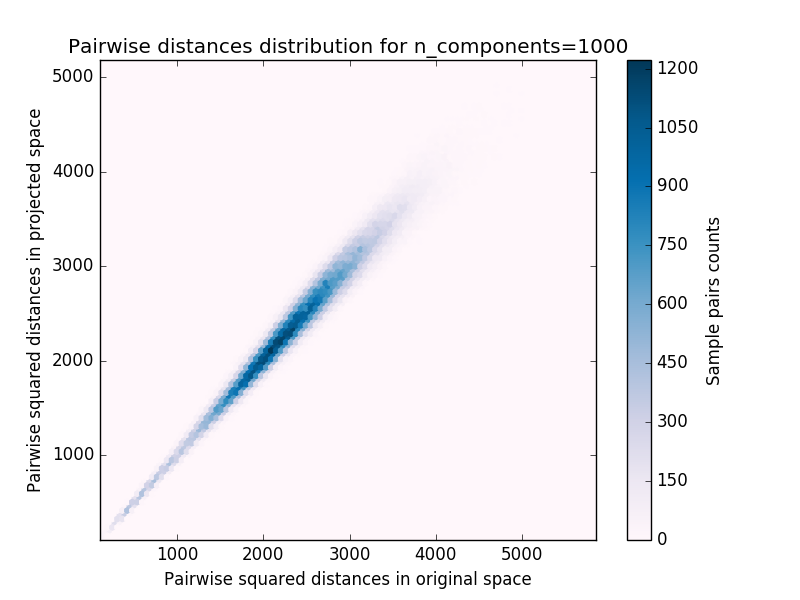 Pairwise distances distribution for n_components=1000
5000
4000
3000
2000
1000
Pairwise squared distances in projected space
1000 2000 3000 4000 5000
Pairwise squared distances in original space
1200
1050
900
750
600
450
300
150
0
Sample pairs counts